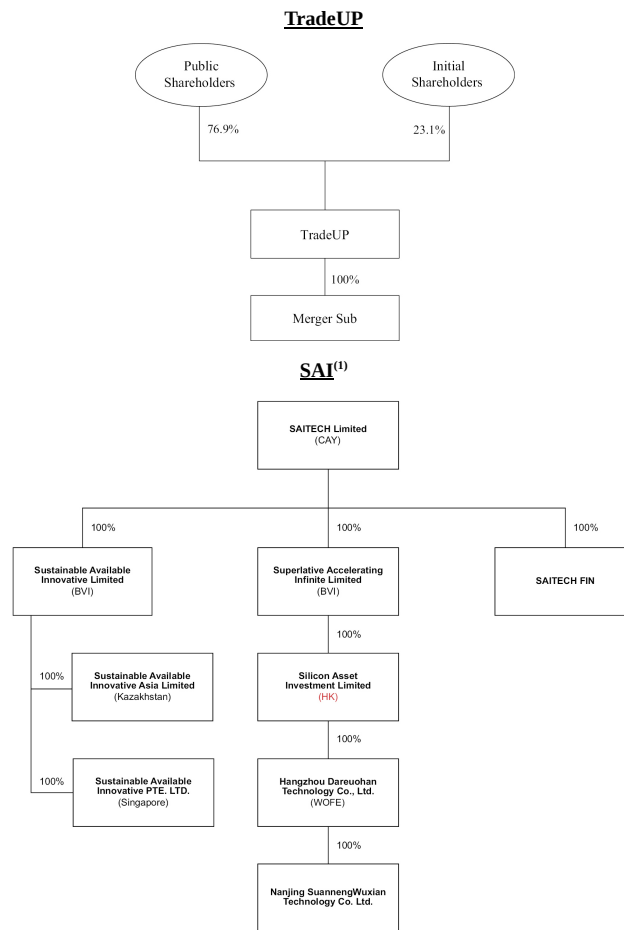 TradeUP
Public
Shareholders
Initial
Shareholders
76.9%
23.1%
TradeUP
100%
Merger Sub
SAI(1)
SAITECH Limited
(CAY)
100%
100%
100%
Sustainable Available
Innovative Limited
(BVI)
Superlative Accelerating
Infinite Limited
(BVI)
SAITECH FIN
100%
100%
Sustainable Available
Innovative Asia Limited
(Kazakhstan)
Silicon Asset
Investment Limited
(HK)
100%
100%
Sustainable Available
Innovative PTE. LTD.
(Singapore)
Hangzhou Dareuohan
Technology Co., Ltd.
(WOFE)
100%
Nanjing SuannengWuxian
Technology Co. Ltd.